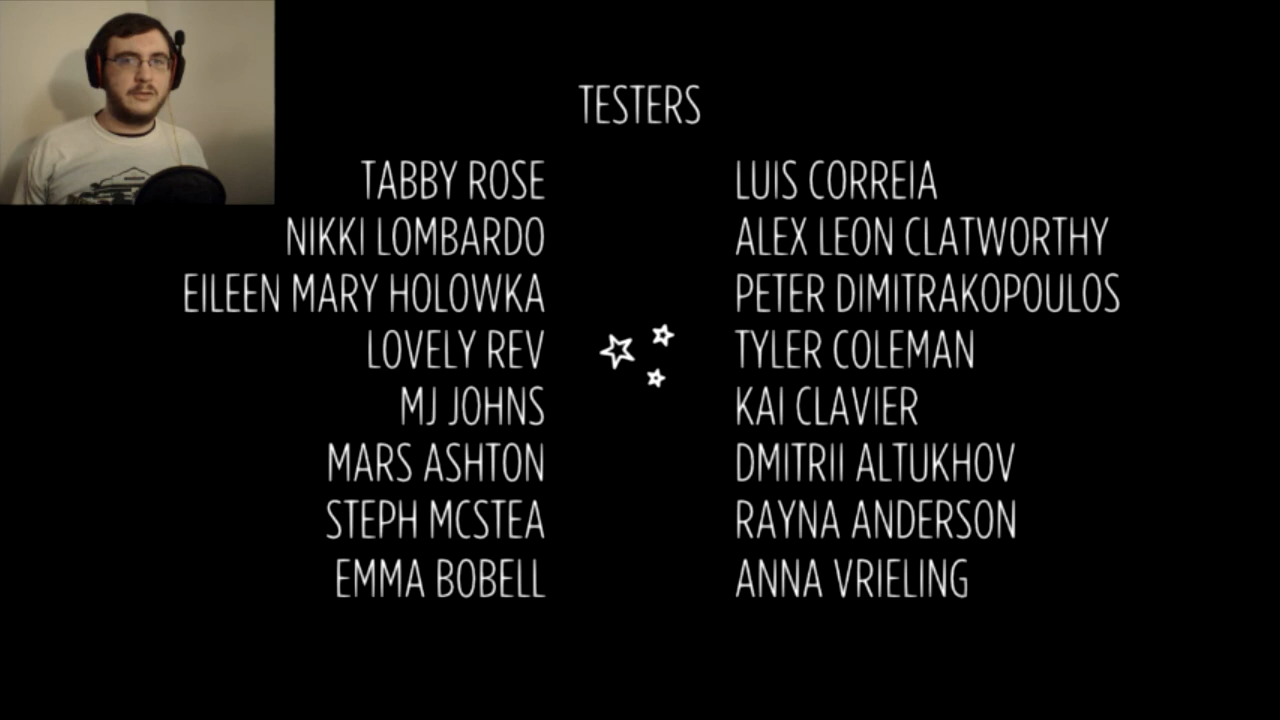 TESTERS
TABBY ROSE
NIKKI LOMBARDO
EILEEN MARY HOLOWKA
LOVELY REV
MJ JOHNS
MARS ASHTON
STEPH MCSTEA
EMMA BOBELL
LUIS CORREIA
ALEX LEON CLATWORTHY
PETER DIMITRAKOPOULOS
TYLER COLEMAN
KAI CLAVIER
DMITRII ALTUKHOV
RAYNA ANDERSON
ANNA VRIELING